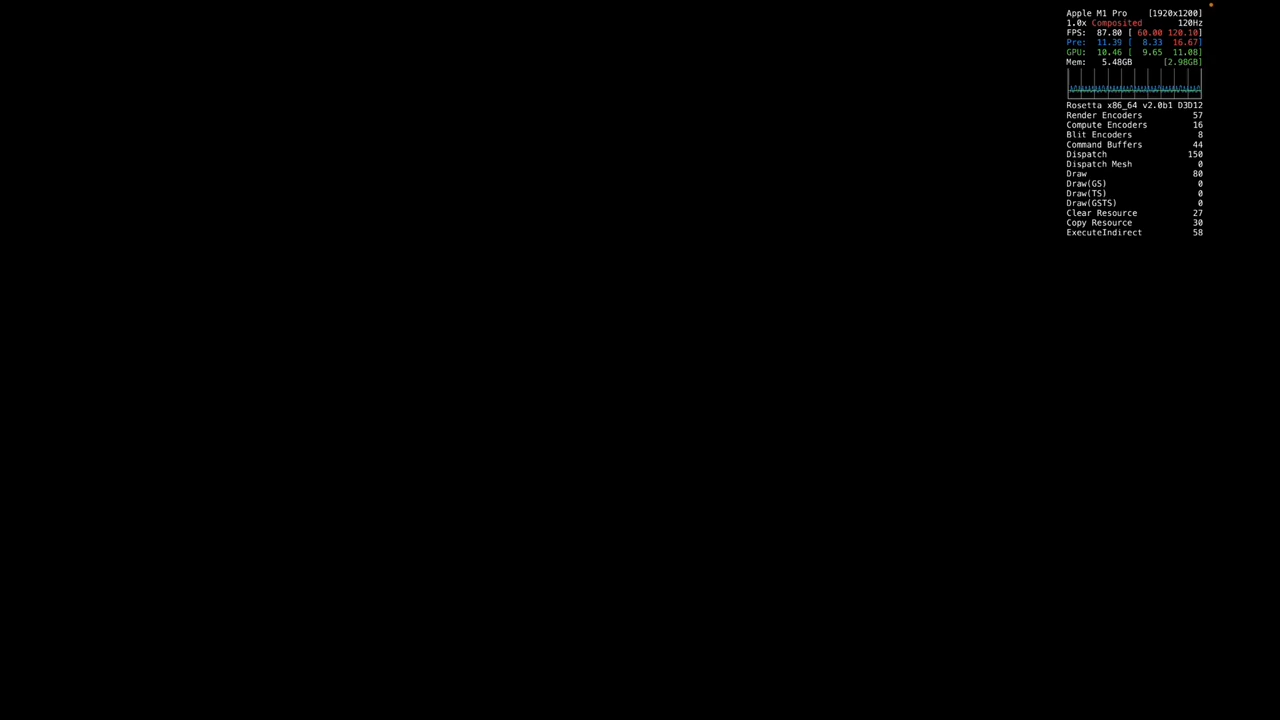 Apple M1 Pro [1920x1200]
1.0x Composited 120Hz
FPS: 87.80 [ 60.00 120.10]
Pre: 11.39 [ 8.33 16.67]
GPU: 10.46 [ 9.65 11.08]
Mem: 5.48GB [2.98GB]
Rosetta x86_64 v2.0b1 D3D12
Render Encoders 57
Compute Encoders 16
Blit Encoders 8
Command Buffers 44
Dispatch 150
Dispatch Mesh 0
Draw 80
Draw(GS) 0
Draw(TS) 0
Draw(GSTS) 0
Clear Resource 27
Copy Resource 30
ExecuteIndirect 58